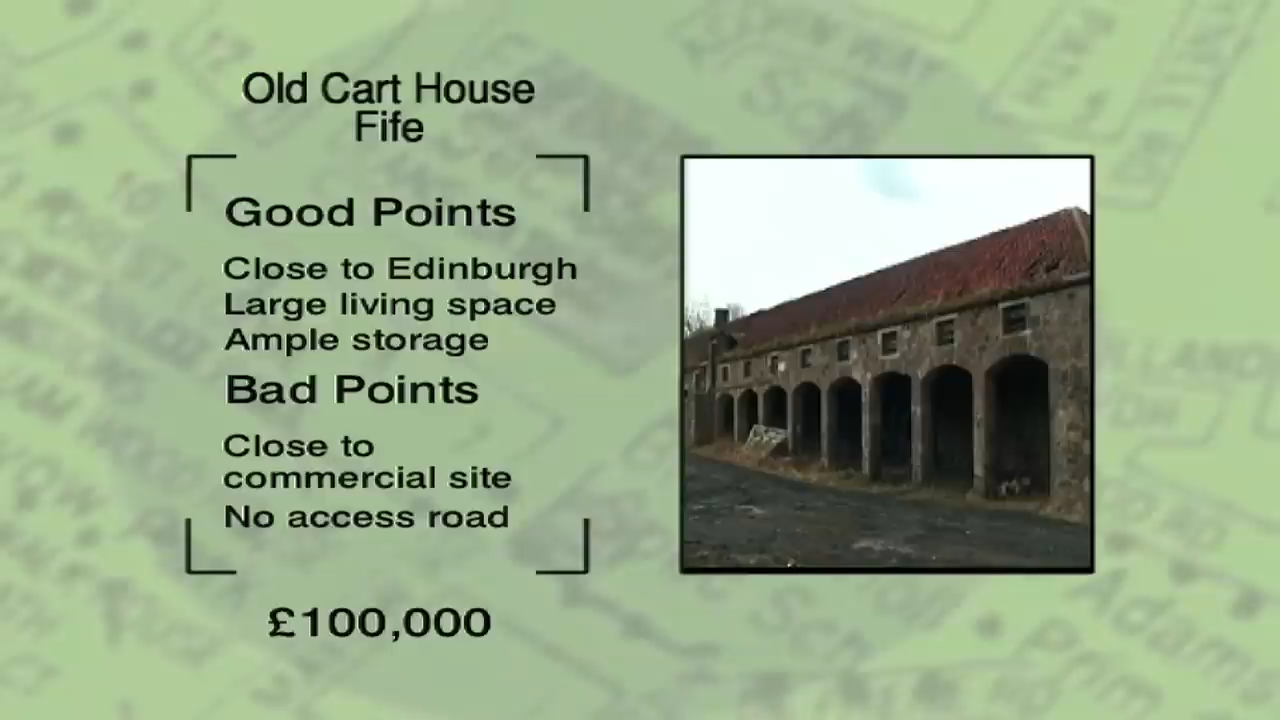 Old Cart House
Fife
Good Points
Close to Edinburgh
Large living space
Ample storage
Bad Points
Close to
commercial site
No access road
£100,000
Adams